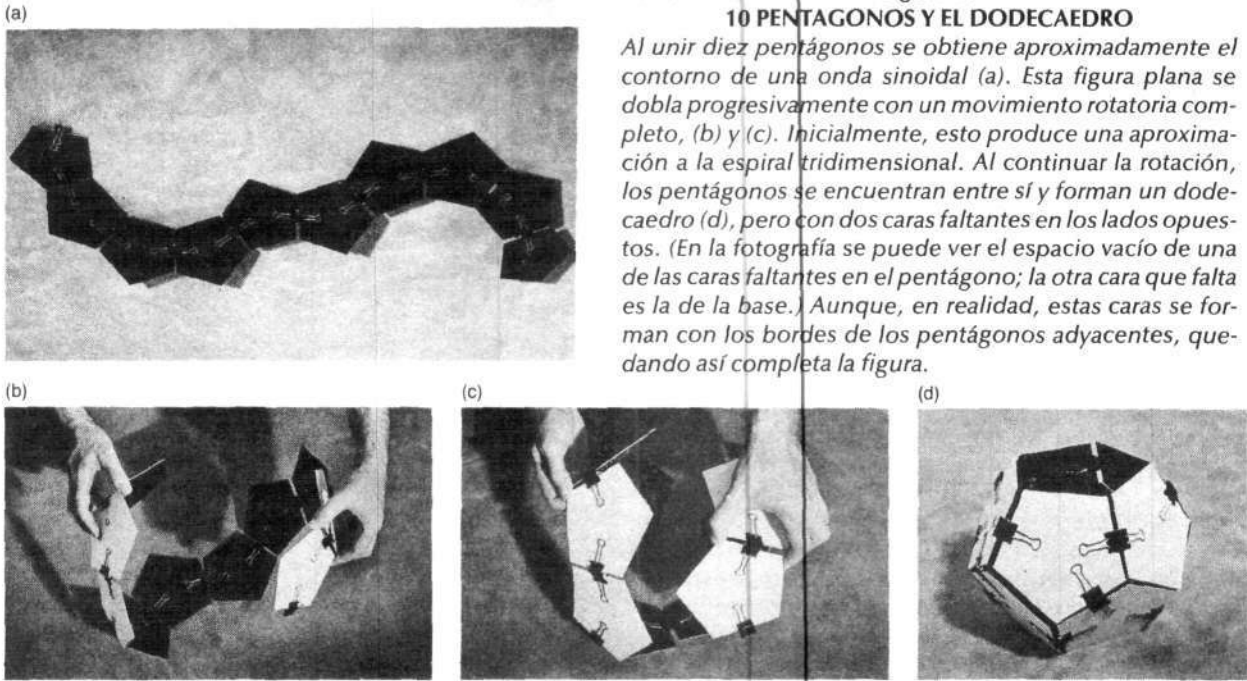 (a)
10 PENTAGONOS Y EL DODECAEDRO
Al unir diez pentágonos se obtiene aproximadamente el
contorno de una onda sinoidal (a). Esta figura plana se
dobla progresivamente con un movimiento rotatoria com-
pleto, (b) y (c). Inicialmente, esto produce una aproxima-
ción a la espiral tridimensional. Al continuar la rotación,
los pentágonos se encuentran entre sí y forman un dode-
caedro (d), pero con dos caras faltantes en los lados opues-
tos. (En la fotografía se puede ver el espacio vacío de una
de las caras faltantes en el pentágono; la otra cara que falta
es la de la base.) Aunque, en realidad, estas caras se for-
man con los bordes de los pentágonos adyacentes, que-
dando así completa la figura.
(b)
(c)
(d)